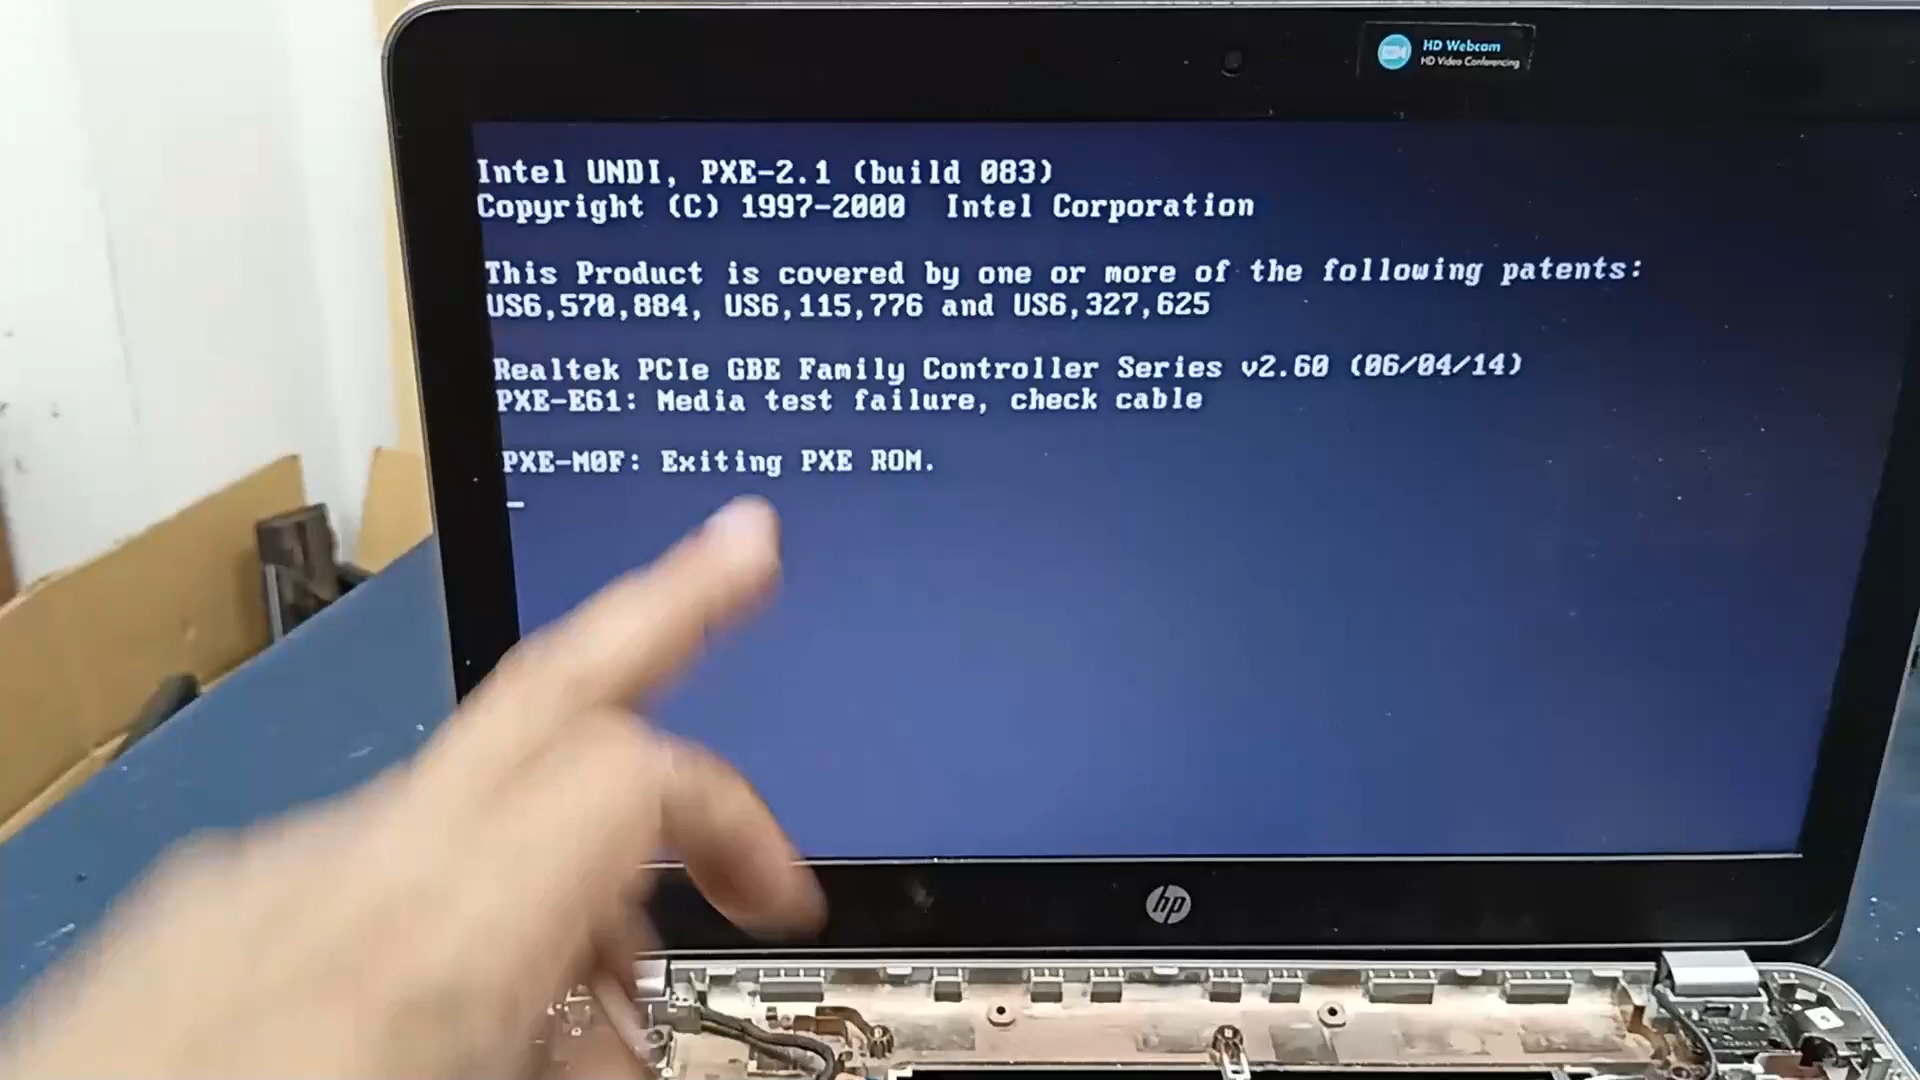 HD Webcam
HD Video Conferencing
Intel UNDI, PXE-2.1 (build 083)
Copyright (C) 1997-2000 Intel Corporation
This Product is covered by one or more of the following patents:
US6,570,884, US6,115,776 and US6,327,625
Realtek PCIe GBE Family Controller Series v2.60 (06/04/14)
PXE-E61: Media test failure, check cable
PXE-M0F: Exiting PXE ROM.
hp